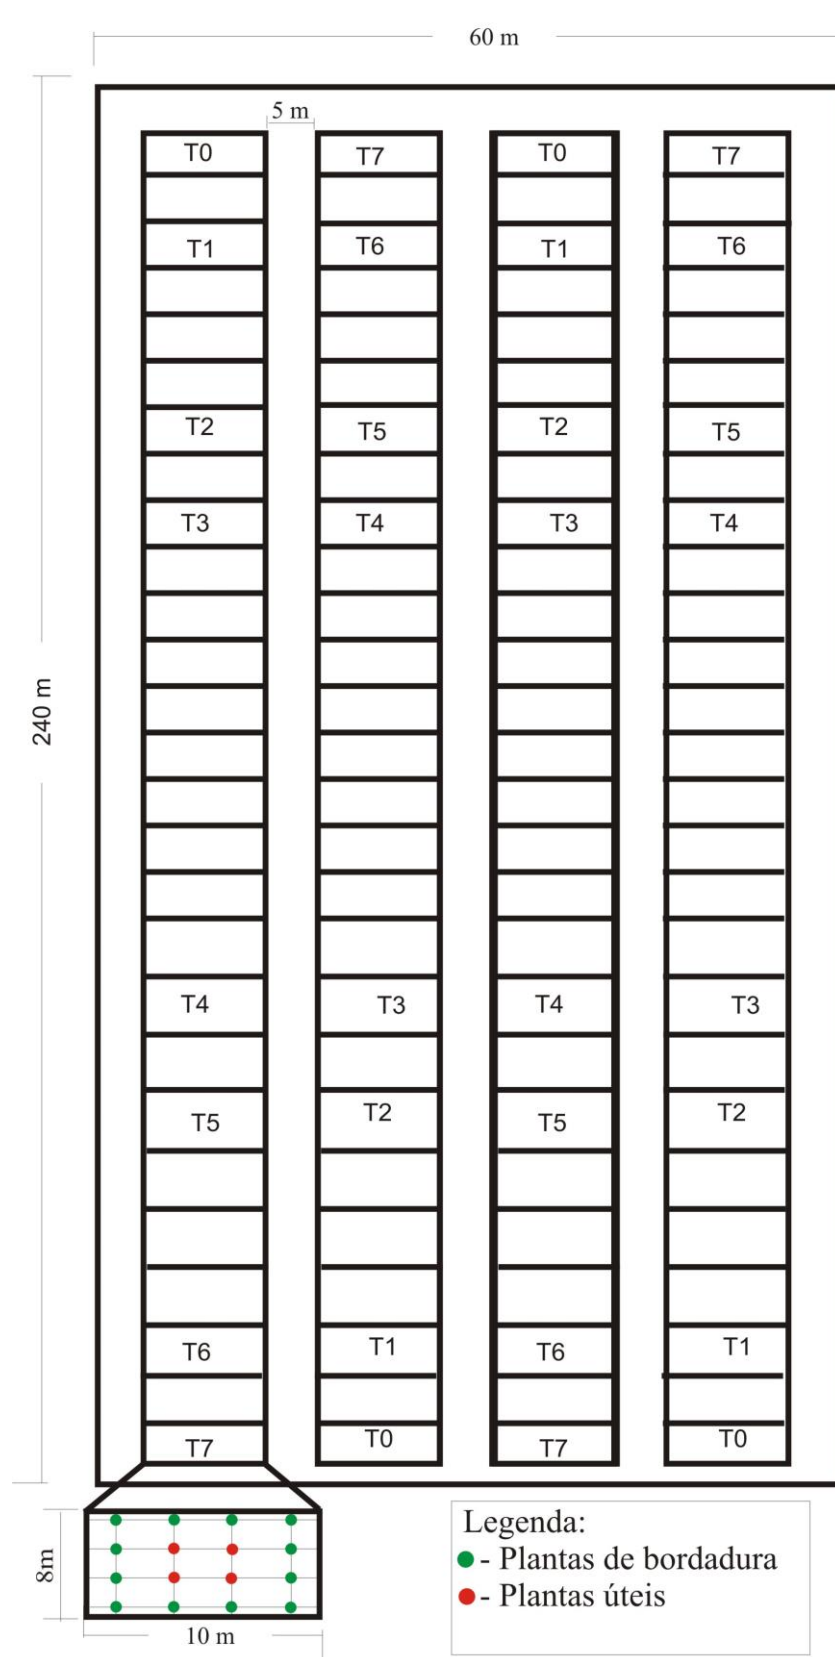 60 m
5 m
T0 T7 T0 T7
T1 T6 T1 T6
T2 T5 T2 T5
T3 T4 T3 T4
240 m
T4 T3 T4 T3
T5 T2 T5 T2
T6 T1 T6 T1
T7 T0 T7 T0
8m
10 m
Legenda:
- Plantas de bordadura
- Plantas úteis